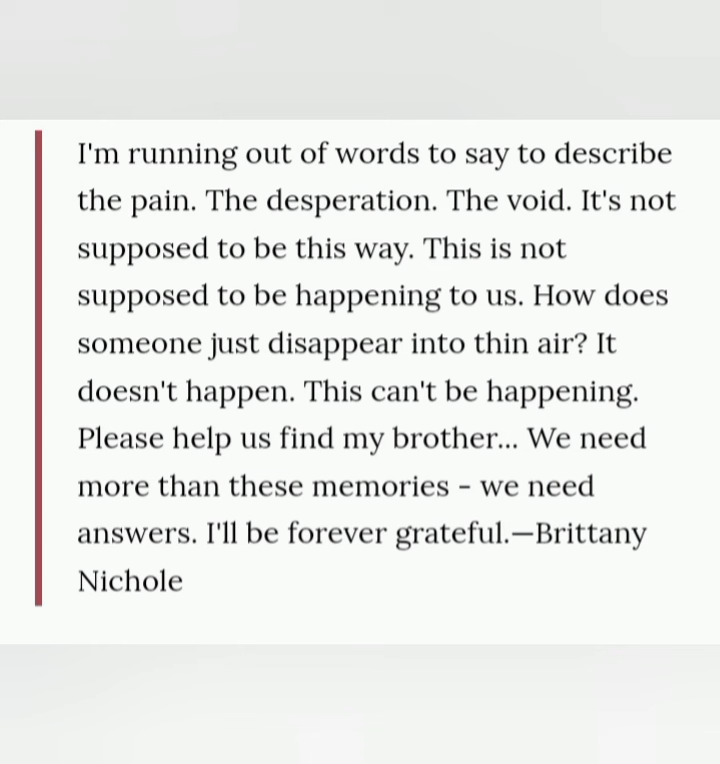 I'm running out of words to say to describe
the pain. The desperation. The void. It's not
supposed to be this way. This is not
supposed to be happening to us. How does
someone just disappear into thin air? It
doesn't happen. This can't be happening.
Please help us find my brother... We need
more than these memories – we need
answers. I'll be forever grateful.—Brittany
Nichole